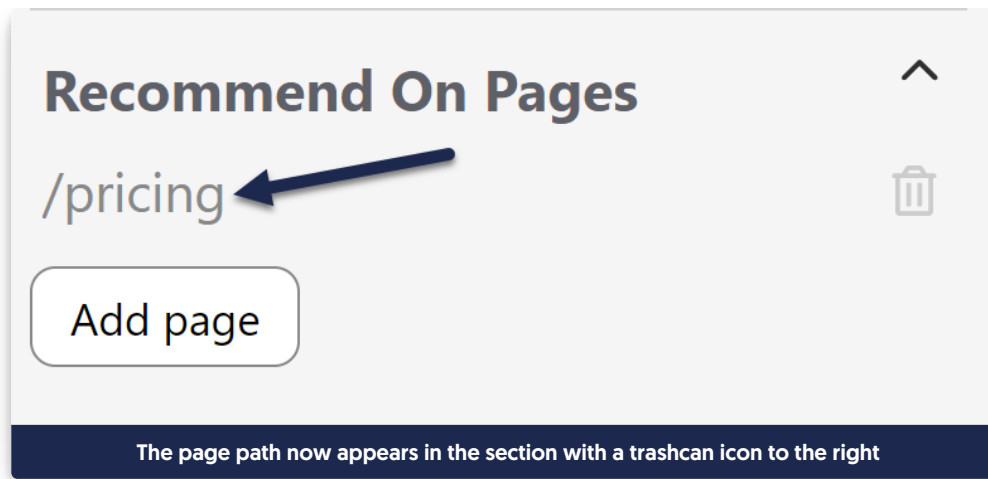 Recommend On Pages
/pricing
Add page
The page path now appears in the section with a trashcan icon to the right